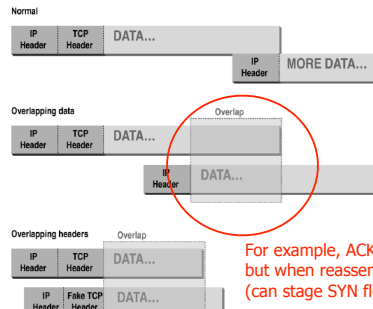 Normal
IP Header TCP Header DATA...
IP Header MORE DATA...
Overlapping data Overlap
IP Header TCP Header DATA...
IP Header DATA...
Overlapping headers Overlap
IP Header TCP Header DATA...
For example, ACK
but when reassem
(can stage SYN fl
IP Header Fake TCP Header DATA...